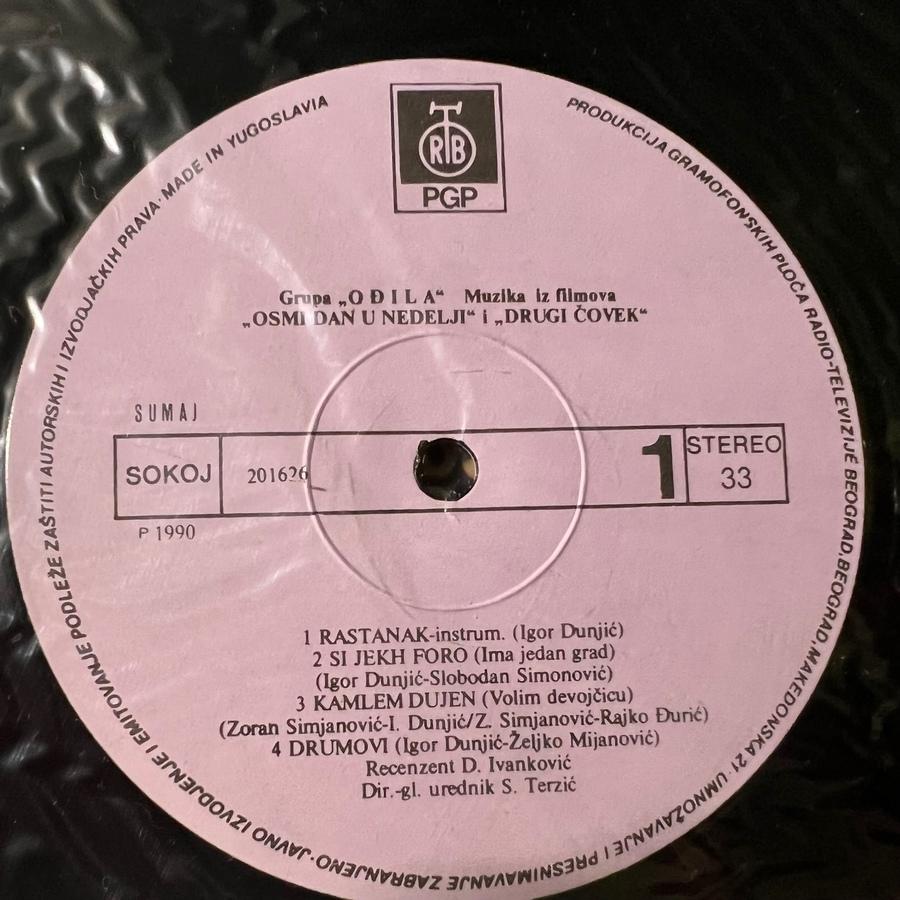 PRODUKCIJA GRAMOFONSKIH PLOČA RADIO-TELEVIZIJE BEOGRAD, BEOGRAD, MAKEDONSKA 21 · UMNOŽAVANJE I PRESNIMAVANJE ZABRANJENO · JAVNO IZVODJENJE I EMITOVANJE PODLEŽE ZAŠTITI AUTORSKIH I IZVODJAČKIH PRAVA · MADE IN YUGOSLAVIA
RTB
PGP
Grupa „O Đ I L A“ Muzika iz filmova
„OSMI DAN U NEDELJI“ i „DRUGI ČOVEK“
SUMAJ
SOKOJ 201626 1 STEREO
33
P 1990
1 RASTANAK-instrum. (Igor Dunjić)
2 SI JEKH FORO (Ima jedan grad)
(Igor Dunjić-Slobodan Simonović)
3 KAMLEM DUJEN (Volim devojčicu)
(Zoran Simjanović-I. Dunjić/Z. Simjanović-Rajko Đurić)
4 DRUMOVI (Igor Dunjić-Željko Mijanović)
Recenzent D. Ivanković
Dir.-gl. urednik S. Terzić